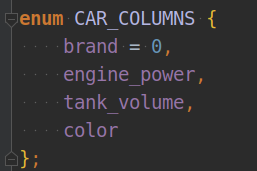 enum CAR_COLUMNS {
    brand = 0,
    engine_power,
    tank_volume,
    color
};